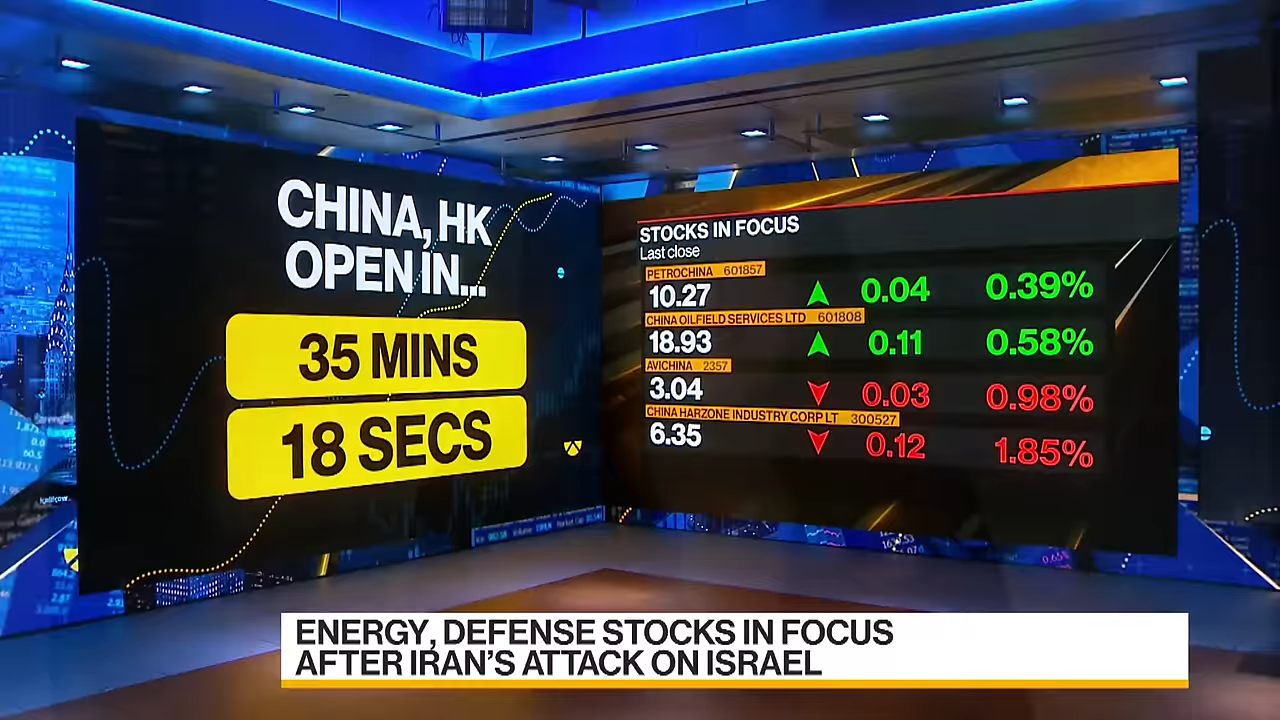 CHINA, HK
OPEN IN...
35 MINS
18 SECS
STOCKS IN FOCUS
Last close
PETROCHINA 601857
10.27 0.04 0.39%
CHINA OILFIELD SERVICES LTD 601808
18.93 0.11 0.58%
AVICHINA 2357
3.04 0.03 0.98%
CHINA HARZONE INDUSTRY CORP LT 300527
6.35 0.12 1.85%
ENERGY, DEFENSE STOCKS IN FOCUS
AFTER IRAN'S ATTACK ON ISRAEL